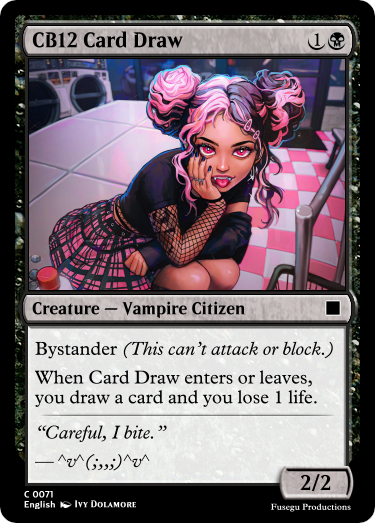 CB12 Card Draw 1
Creature — Vampire Citizen
Bystander (This can't attack or block.)
When Card Draw enters or leaves,
you draw a card and you lose 1 life.
“Careful, I bite.”
— ^v^(;,,;)^v^
2/2
C 0071
English Ivy Dolamore
Fusegu Productions